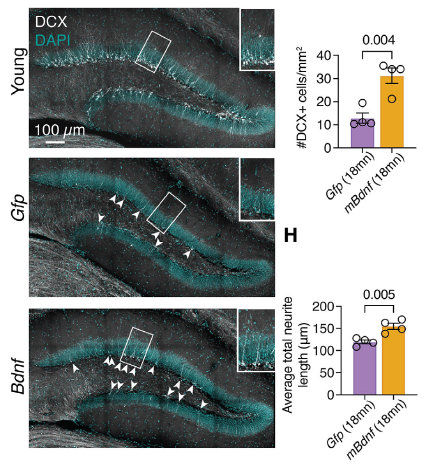 DCX
DAPI
Young
100 µm
Gfp
Bdnf
#DCX+ cells/mm²
0.004
40
30
20
10
0
Gfp (18mn)
mBdnf (18mn)
H
Average total neurite
length (µm)
0.005
200
150
100
50
0
Gfp (18mn)
mBdnf (18mn)